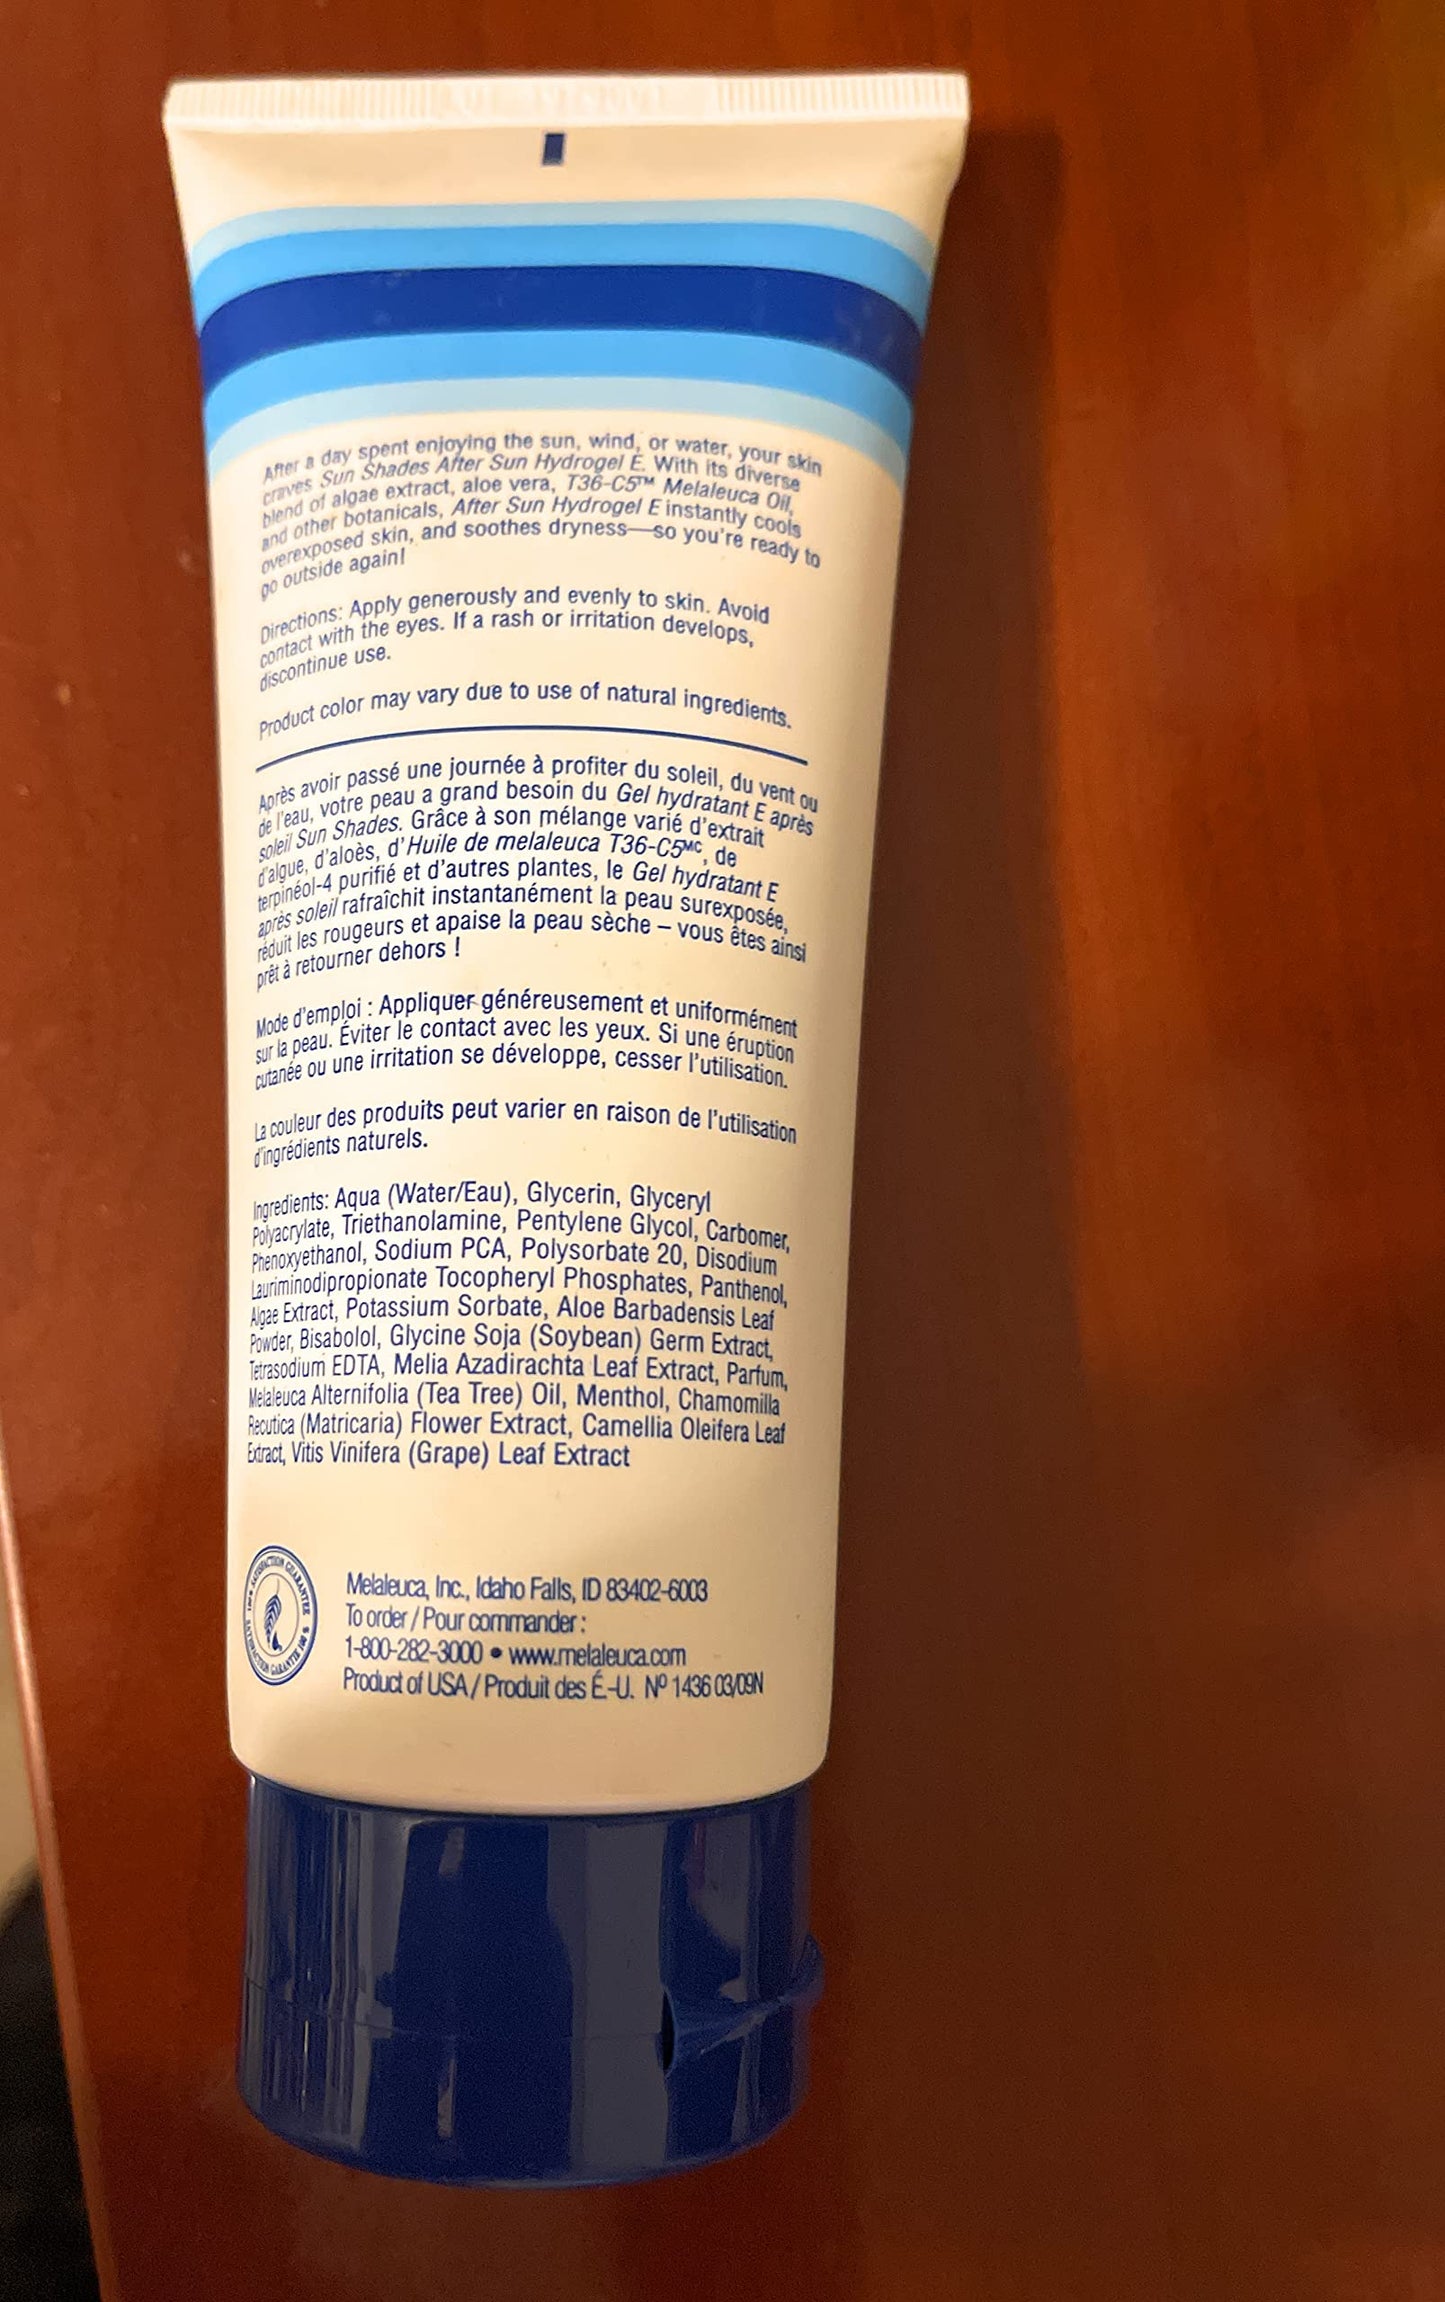 After a day spent enjoying the sun, wind, or water, your skin
craves Sun Shades After Sun Hydrogel E. With its diverse
blend of algae extract, aloe vera, T36-C5™ Melaleuca Oil,
and other botanicals, After Sun Hydrogel E instantly cools
overexposed skin, and soothes dryness—so you're ready to
go outside again!
Directions: Apply generously and evenly to skin. Avoid
contact with the eyes. If a rash or irritation develops,
discontinue use.
Product color may vary due to use of natural ingredients.
Après avoir passé une journée à profiter du soleil, du vent ou
de l'eau, votre peau a grand besoin du Gel hydratant E après
soleil Sun Shades. Grâce à son mélange varié d'extrait
d'algue, d'aloès, d'Huile de melaleuca T36-C5ᴹᶜ, de
terpinéol-4 purifié et d'autres plantes, le Gel hydratant E
après soleil rafraîchit instantanément la peau surexposée,
réduit les rougeurs et apaise la peau sèche – vous êtes ainsi
prêt à retourner dehors !
Mode d'emploi : Appliquer généreusement et uniformément
sur la peau. Éviter le contact avec les yeux. Si une éruption
cutanée ou une irritation se développe, cesser l'utilisation.
La couleur des produits peut varier en raison de l'utilisation
d'ingrédients naturels.
Ingredients: Aqua (Water/Eau), Glycerin, Glyceryl
Polyacrylate, Triethanolamine, Pentylene Glycol, Carbomer,
Phenoxyethanol, Sodium PCA, Polysorbate 20, Disodium
Lauriminodipropionate Tocopheryl Phosphates, Panthenol,
Algae Extract, Potassium Sorbate, Aloe Barbadensis Leaf
Powder, Bisabolol, Glycine Soja (Soybean) Germ Extract,
Tetrasodium EDTA, Melia Azadirachta Leaf Extract, Parfum,
Melaleuca Alternifolia (Tea Tree) Oil, Menthol, Chamomilla
Recutica (Matricaria) Flower Extract, Camellia Oleifera Leaf
Extract, Vitis Vinifera (Grape) Leaf Extract
100% SATISFACTION GUARANTEE
SATISFACTION GARANTIE 100 %
Melaleuca, Inc., Idaho Falls, ID 83402-6003
To order / Pour commander :
1-800-282-3000 • www.melaleuca.com
Product of USA / Produit des É.-U. Nº 1436 03/09N